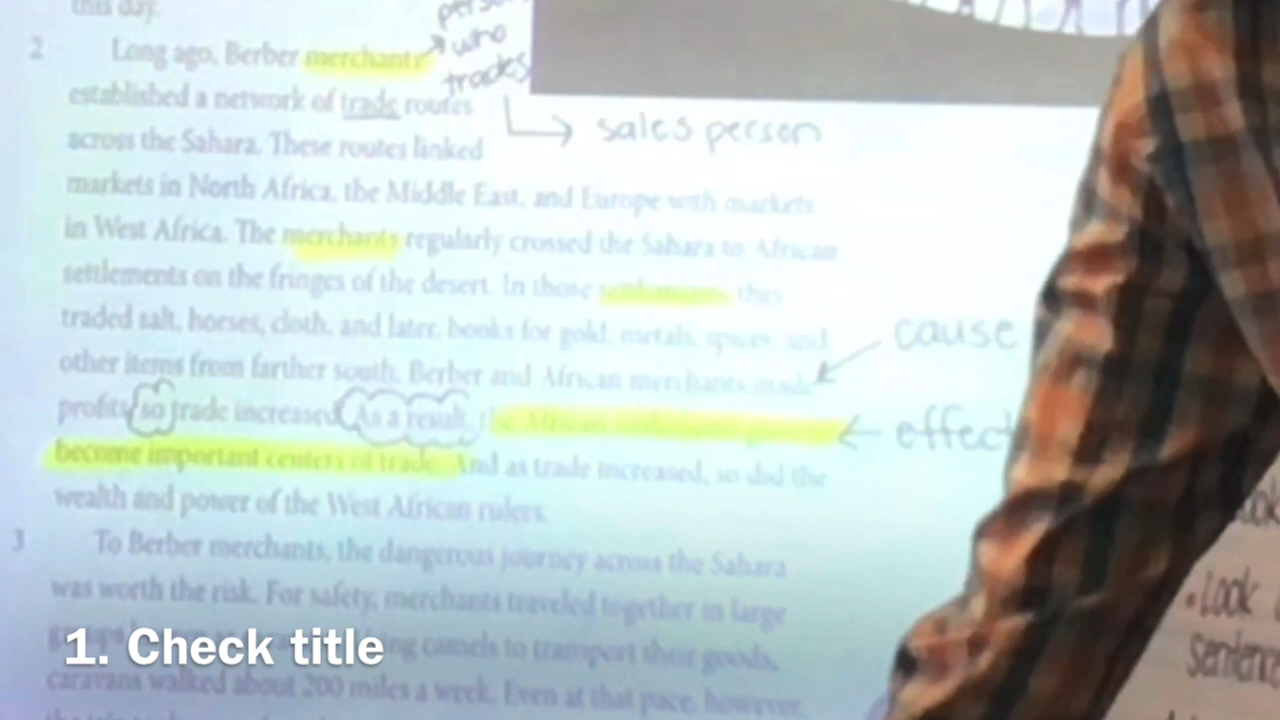 this day.
person
2 Long ago, Berber merchants who
trades
established a network of trade routes
sales person
across the Sahara. These routes linked
markets in North Africa, the Middle East, and Europe with markets
in West Africa. The merchants regularly crossed the Sahara to African
settlements on the fringes of the desert. In those settlements, they
traded salt, horses, cloth, and later, books for gold, metals, spices, and
cause
other items from farther south. Berber and African merchants made
profits, so trade increased. As a result, the African settlements grew to
effect
become important centers of trade. And as trade increased, so did the
wealth and power of the West African rulers.
3 To Berber merchants, the dangerous journey across the Sahara
was worth the risk. For safety, merchants traveled together in large
Look
sentence
camels to transport their goods,
1. Check title
caravans walked about 200 miles a week. Even at that pace, however,